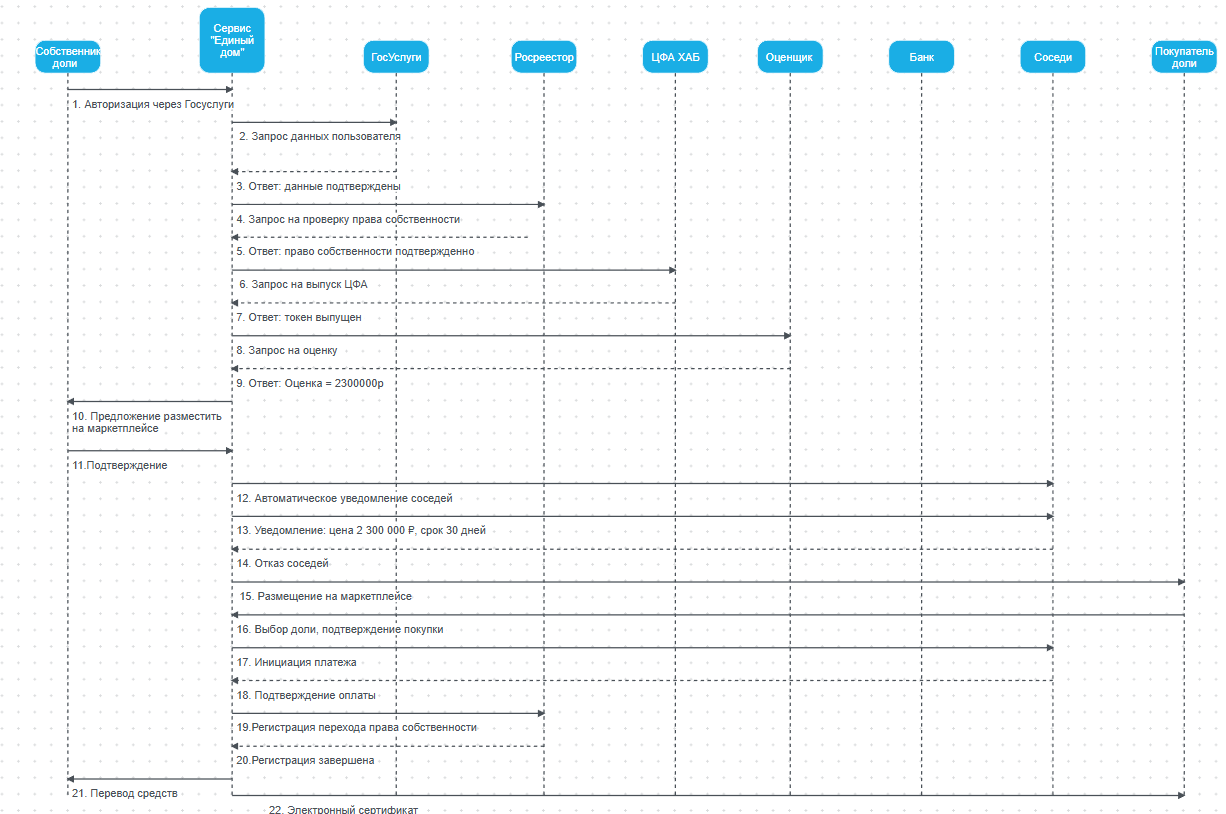 Собственник
доли
Сервис
"Единый
дом"
ГосУслуги
Росреестор
ЦФА ХАБ
Оценщик
Банк
Соседи
Покупатель
доли
1. Авторизация через Госуслуги
2. Запрос данных пользователя
3. Ответ: данные подтверждены
4. Запрос на проверку права собственности
5. Ответ: право собственности подтвержденно
6. Запрос на выпуск ЦФА
7. Ответ: токен выпущен
8. Запрос на оценку
9. Ответ: Оценка = 2300000р
10. Предложение разместить
на маркетплейсе
11.Подтверждение
12. Автоматическое уведомление соседей
13. Уведомление: цена 2 300 000 ₽, срок 30 дней
14. Отказ соседей
15. Размещение на маркетплейсе
16. Выбор доли, подтверждение покупки
17. Инициация платежа
18. Подтверждение оплаты
19.Регистрация перехода права собственности
20.Регистрация завершена
21. Перевод средств
22. Электронный сертификат